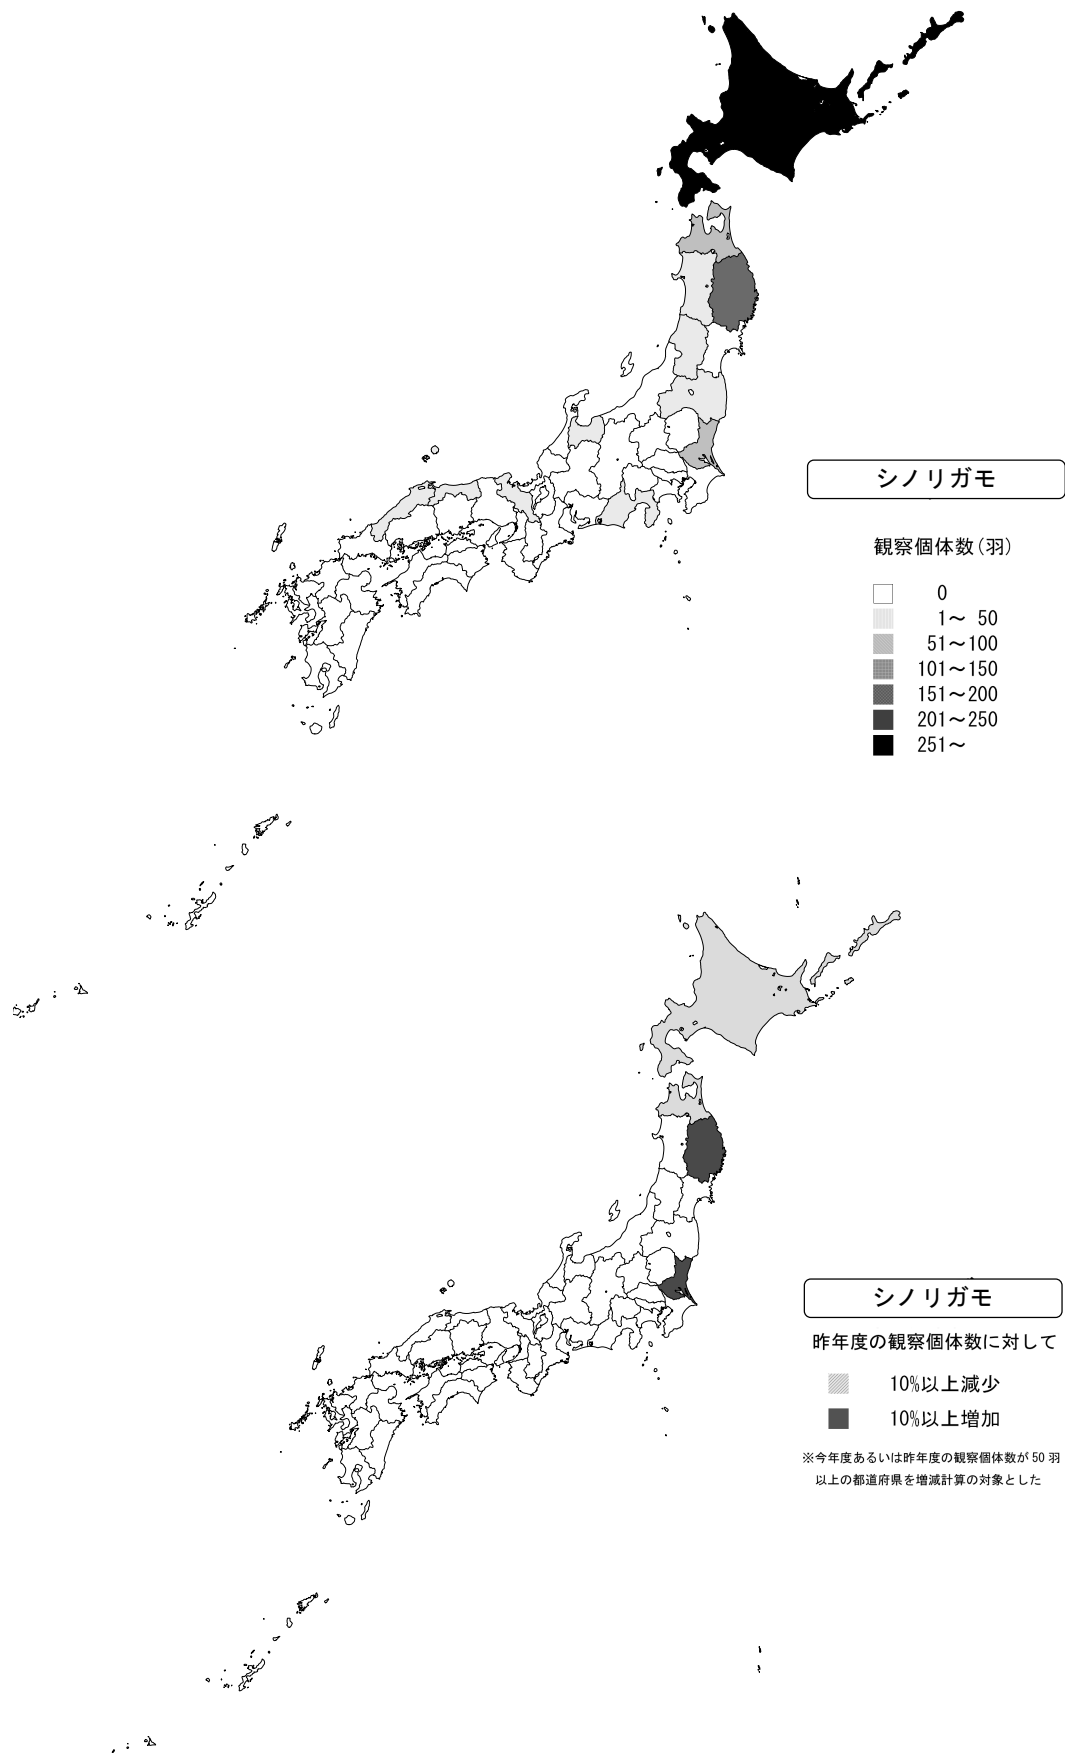 シノリガモ
観察個体数(羽)
0
1～ 50
51～100
101～150
151～200
201～250
251～
シノリガモ
昨年度の観察個体数に対して
10%以上減少
10%以上増加
※今年度あるいは昨年度の観察個体数が50羽
以上の都道府県を増減計算の対象とした